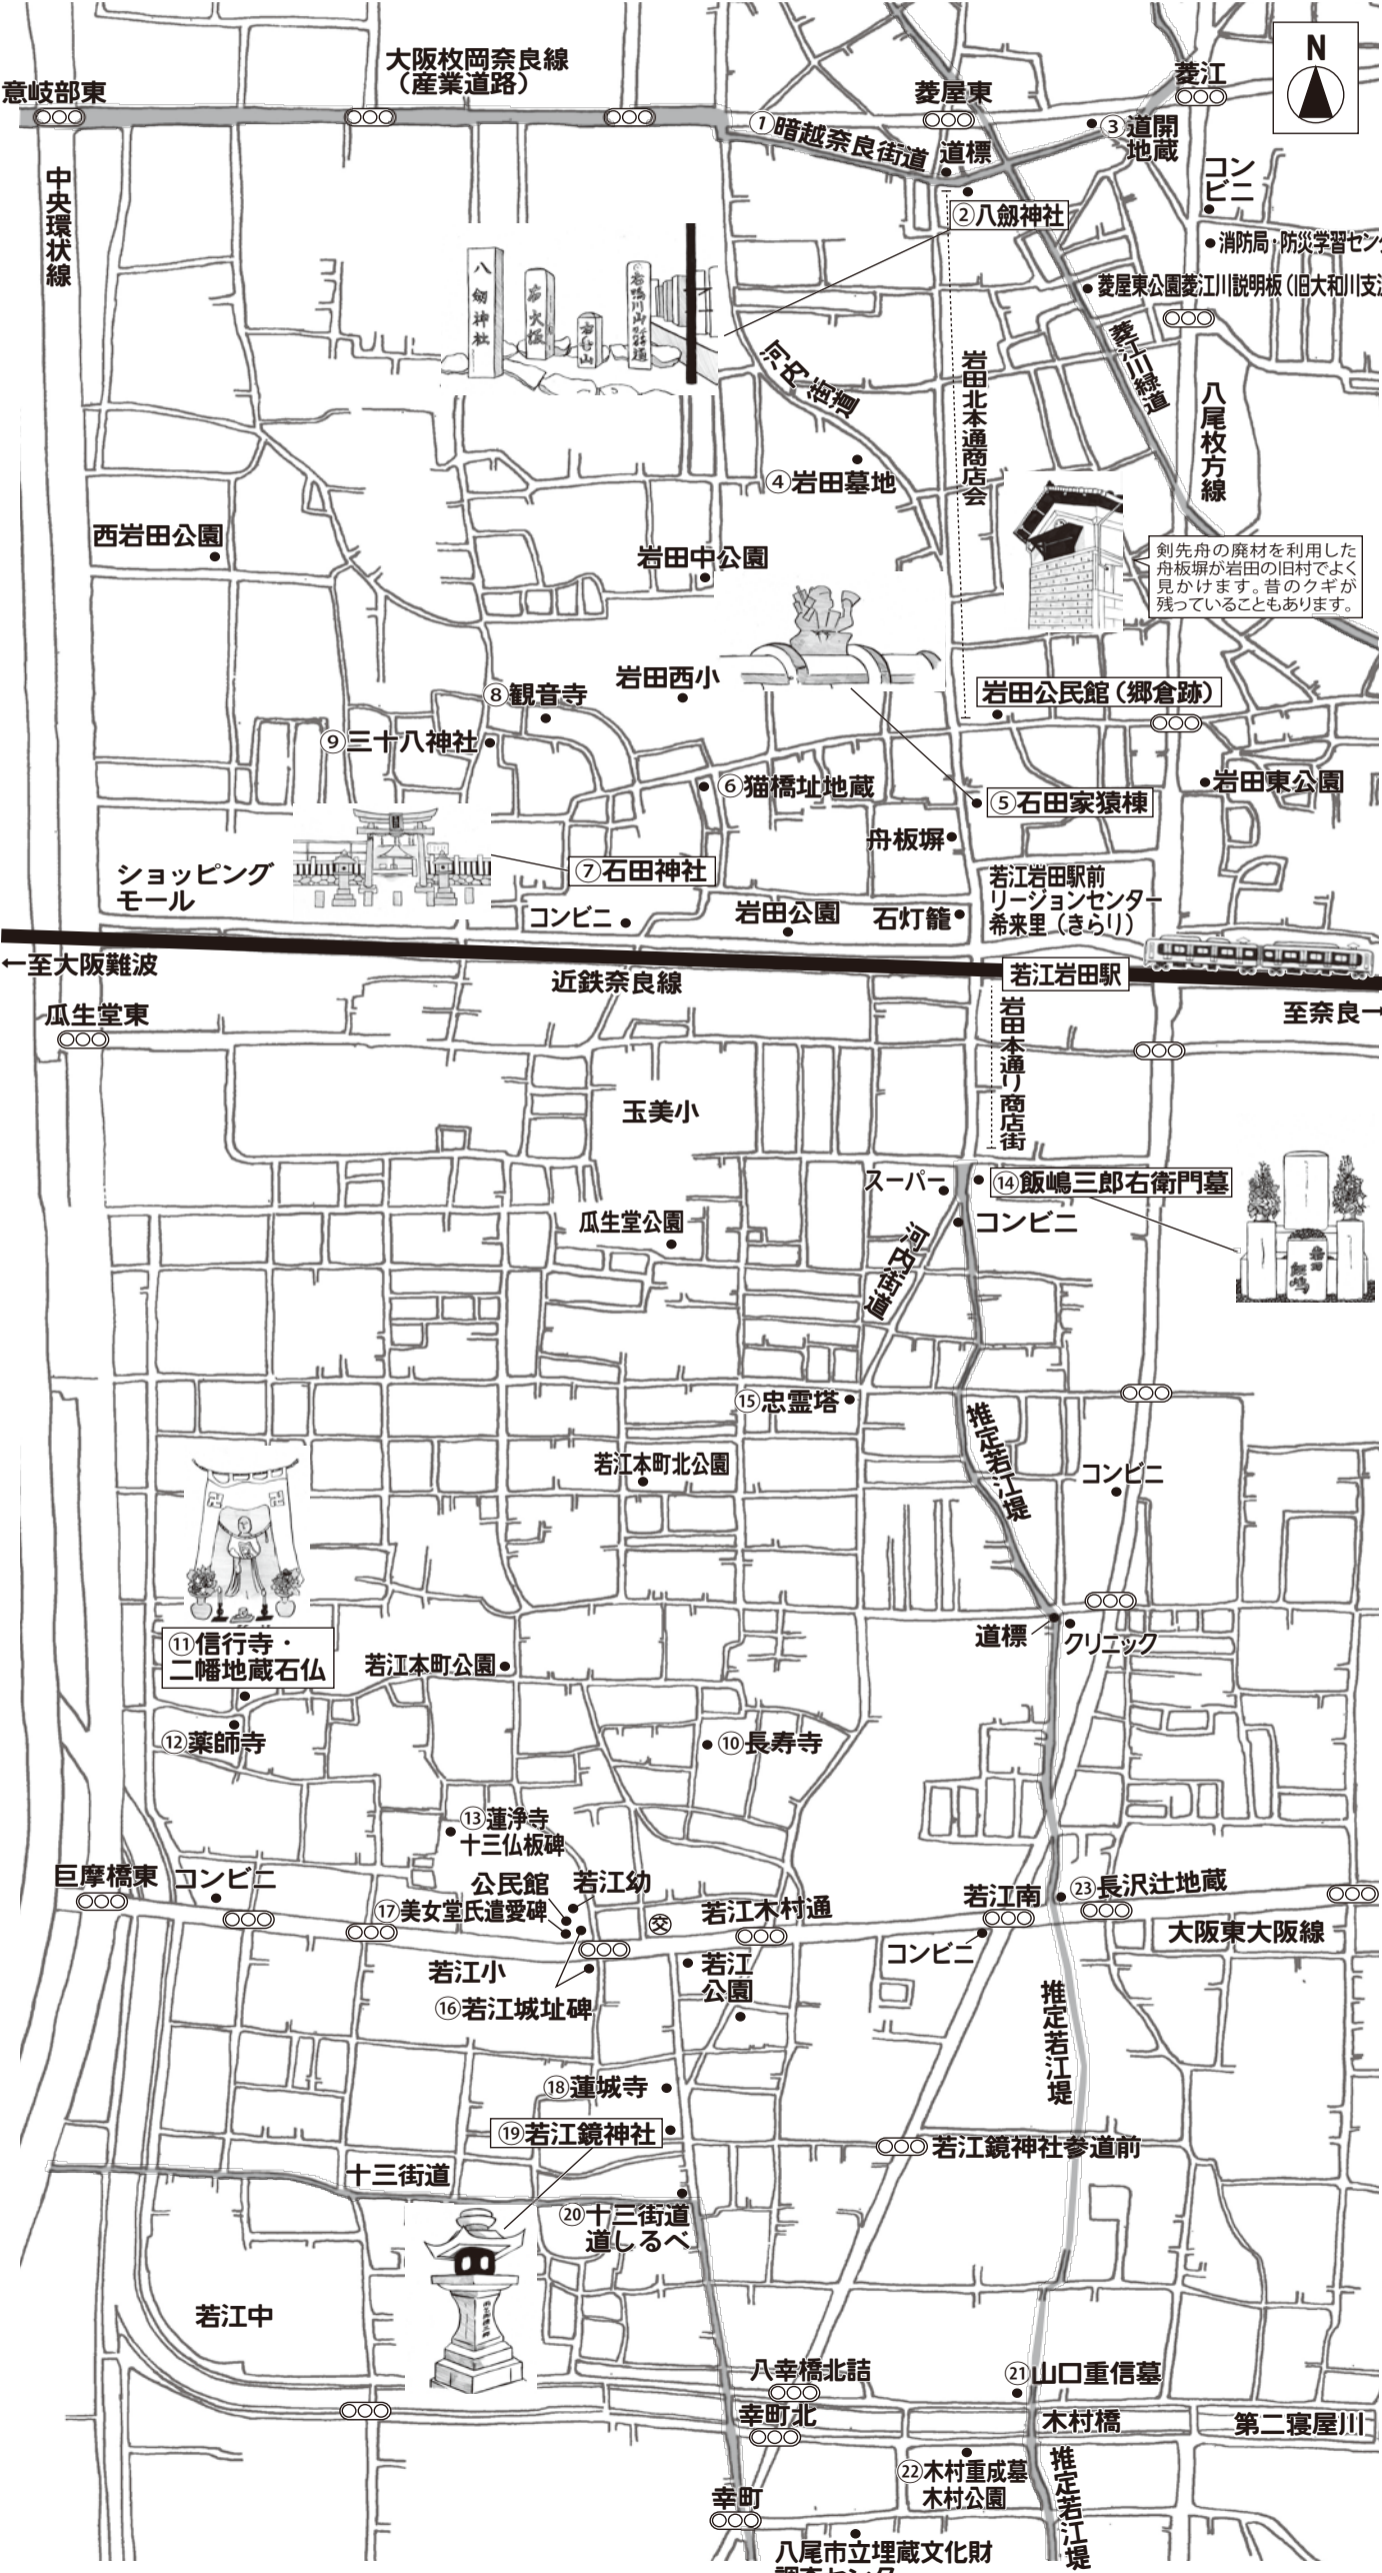 大阪枚岡奈良線
（産業道路）
意岐部東
菱屋東
菱江
N
①暗越奈良街道
道標
③道開
地蔵
コン
ビニ
中央環状線
②八劔神社
消防局・防災学習セン
菱屋東公園菱江川説明板（旧大和川支
八劔神社
河内街道
岩田北本通商店会
菱江川緑道
八尾枚方線
④岩田墓地
西岩田公園
岩田中公園
剣先舟の廃材を利用した
舟板塀が岩田の旧村でよく
見かけます。昔のクギが
残っていることもあります。
岩田西小
⑧観音寺
岩田公民館（郷倉跡）
⑨三十八神社
⑥猫橋址地蔵
岩田東公園
⑤石田家猿棟
舟板塀
⑦石田神社
ショッピング
モール
若江岩田駅前
リージョンセンター
希来里（きらり）
コンビニ
岩田公園
石灯籠
←至大阪難波
近鉄奈良線
若江岩田駅
至奈良→
瓜生堂東
岩田本通り商店街
玉美小
スーパー
⑭飯嶋三郎右衛門墓
瓜生堂公園
コンビニ
河内街道
⑮忠霊塔
推定若江堤
若江本町北公園
コンビニ
道標
クリニック
⑪信行寺・
二幡地蔵石仏
若江本町公園
⑫薬師寺
⑩長寿寺
⑬蓮浄寺
十三仏板碑
巨摩橋東
コンビニ
公民館
若江幼
⑰美女堂氏遺愛碑
交
若江木村通
若江南
㉓長沢辻地蔵
大阪東大阪線
コンビニ
若江小
若江
公園
⑯若江城址碑
推定若江堤
⑱蓮城寺
⑲若江鏡神社
若江鏡神社参道前
十三街道
⑳十三街道
道しるべ
若江中
八幸橋北詰
㉑山口重信墓
幸町北
木村橋
第二寝屋川
㉒木村重成墓
木村公園
推定若江堤
幸町
八尾市立埋蔵文化財